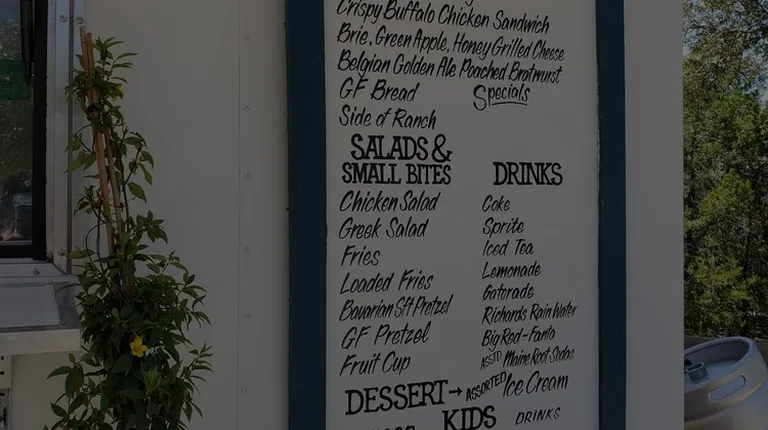 Crispy Buffalo Chicken Sandwich
Brie, Green Apple, Honey Grilled Cheese
Belgian Golden Ale Poached Bratwurst
GF Bread
Specials
Side of Ranch
SALADS &
SMALL BITES
Chicken Salad
Greek Salad
Fries
Loaded Fries
Bavarian Sft Pretzel
GF Pretzel
Fruit Cup
DRINKS
Coke
Sprite
Iced Tea
Lemonade
Gatorade
Richards Rain Water
Big Red - Fanta
ASSTD Maine Root Sodas
DESSERT → ASSORTED Ice Cream
KIDS DRINKS